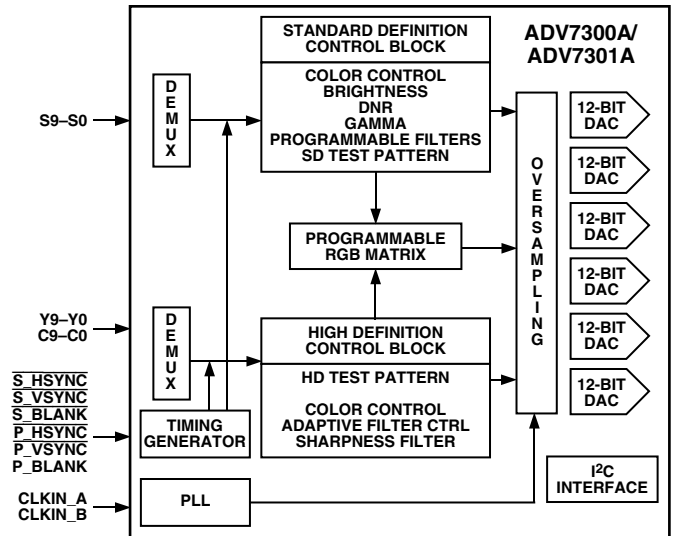 ADV7300A/
ADV7301A
STANDARD DEFINITION
CONTROL BLOCK
COLOR CONTROL
BRIGHTNESS
DNR
GAMMA
PROGRAMMABLE FILTERS
SD TEST PATTERN
DEMUX
S9–S0
PROGRAMMABLE
RGB MATRIX
OVERSAMPLING
12-BIT
DAC
12-BIT
DAC
12-BIT
DAC
12-BIT
DAC
12-BIT
DAC
12-BIT
DAC
Y9–Y0
C9–C0
DEMUX
HIGH DEFINITION
CONTROL BLOCK
HD TEST PATTERN
COLOR CONTROL
ADAPTIVE FILTER CTRL
SHARPNESS FILTER
S_HSYNC
S_VSYNC
S_BLANK
P_HSYNC
P_VSYNC
P_BLANK
TIMING
GENERATOR
CLKIN_A
CLKIN_B
PLL
I²C
INTERFACE